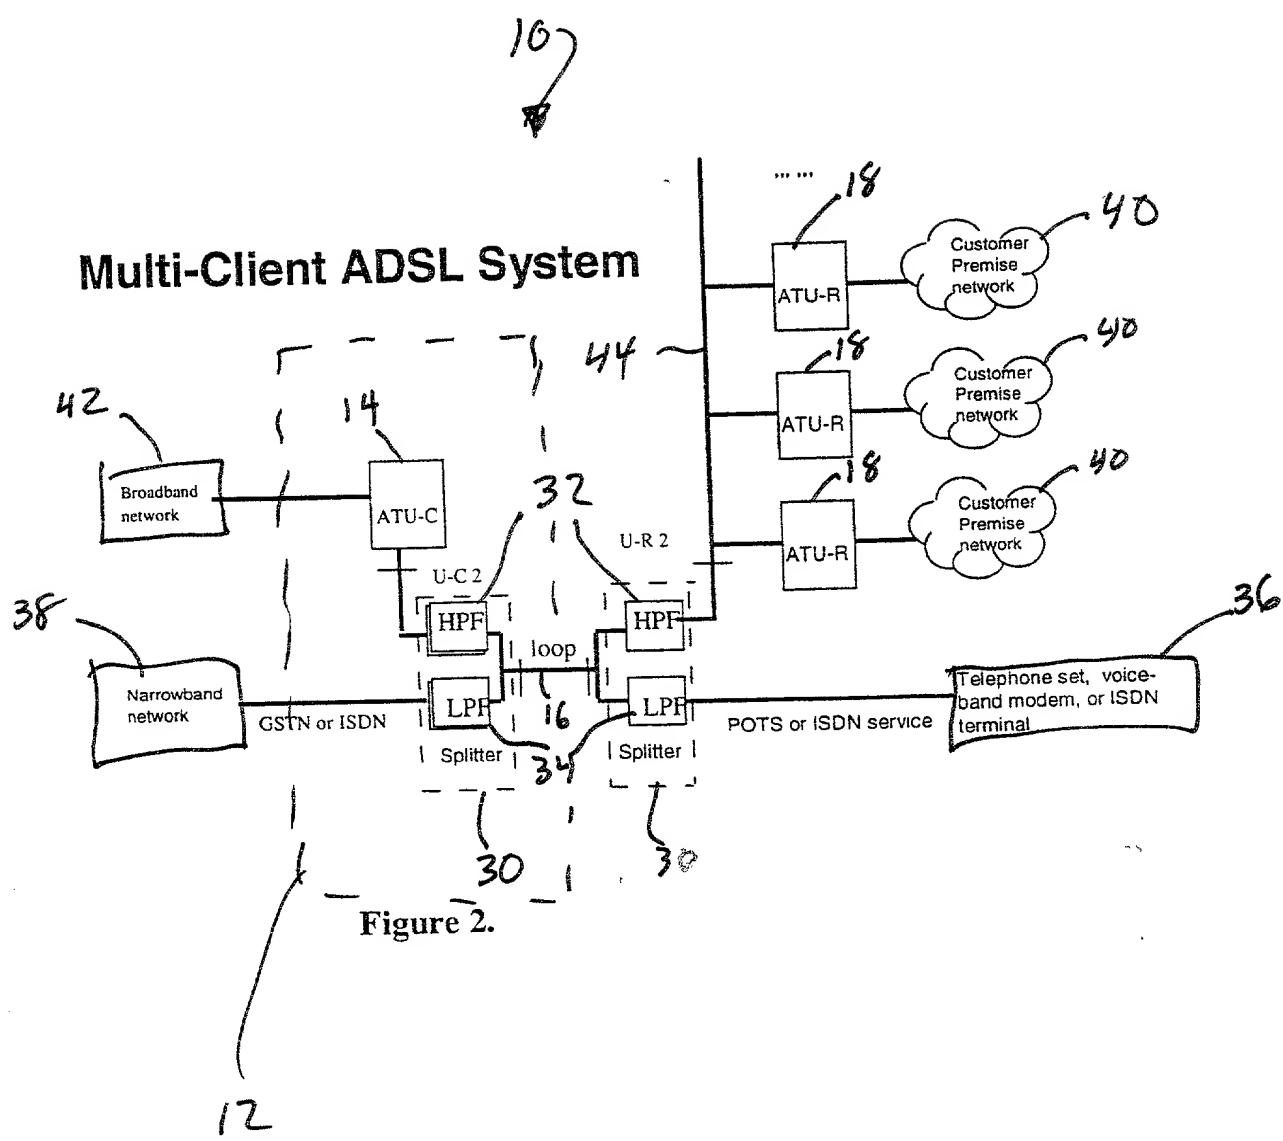 10
...... 
18
40
Multi-Client ADSL System
Customer
Premise
network
ATU-R
44
18
40
Customer
Premise
network
ATU-R
42
14
18
40
Broadband
network
ATU-C
32
Customer
Premise
network
ATU-R
U-R 2
U-C 2
38
36
HPF
HPF
loop
Narrowband
network
GSTN or ISDN
LPF
16
LPF
POTS or ISDN service
Telephone set, voice-
band modem, or ISDN
terminal
Splitter
34
Splitter
30
30
Figure 2.
12